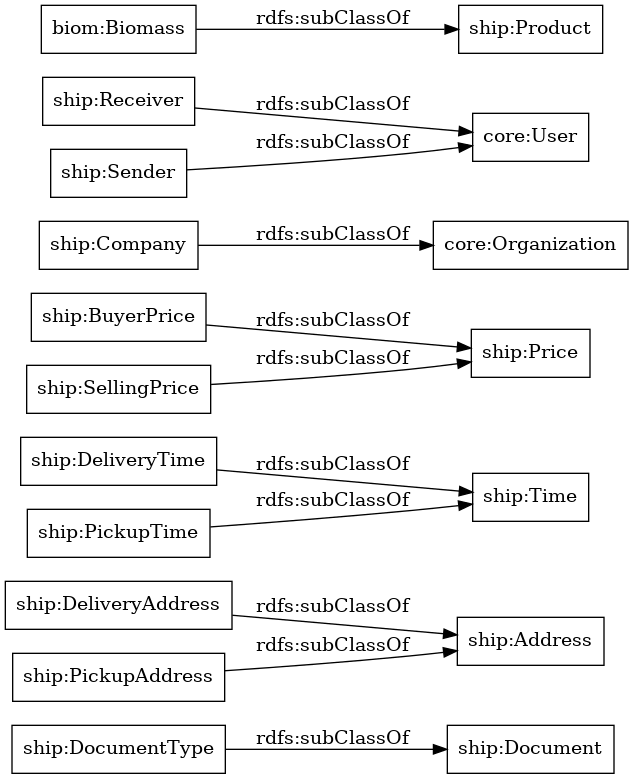 biom:Biomass rdfs:subClassOf ship:Product
ship:Receiver rdfs:subClassOf
core:User
ship:Sender rdfs:subClassOf
ship:Company rdfs:subClassOf core:Organization
ship:BuyerPrice rdfs:subClassOf
ship:Price
ship:SellingPrice rdfs:subClassOf
ship:DeliveryTime rdfs:subClassOf
ship:Time
ship:PickupTime rdfs:subClassOf
ship:DeliveryAddress rdfs:subClassOf
ship:Address
ship:PickupAddress rdfs:subClassOf
ship:DocumentType rdfs:subClassOf ship:Document